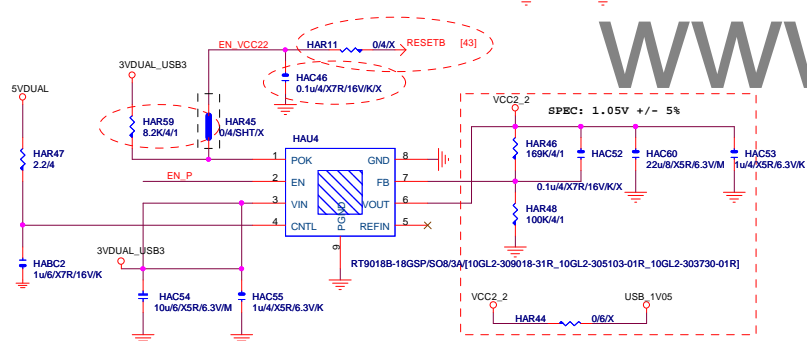 WWW
EN_VCC22
HAR11
0/4/X
RESETB
[43]
3VDUAL_USB3
HAC46
0.1u/4/X7R/16V/K/X
5VDUAL
HAR59
8.2K/4/1
HAR45
0/4/SHT/X
VCC2_2
SPEC: 1.05V +/- 5%
HAR47
2.2/4
HAU4
HAR46
169K/4/1
HAC52
0.1u/4/X7R/16V/K/X
HAC60
22u/8/X5R/6.3V/M
HAC53
1u/4/X5R/6.3V/K
1 POK GND 8
EN_P
2 EN FB 7
3 VIN VOUT 6
4 CNTL REFIN 5
PGND
9
HAR48
100K/4/1
3VDUAL_USB3
HABC2
1u/6/X7R/16V/K
RT9018B-18GSP/SO8/3A/[10GL2-309018-31R_10GL2-305103-01R_10GL2-303730-01R]
HAC54
10u/6/X5R/6.3V/M
HAC55
1u/4/X5R/6.3V/K
VCC2_2
USB_1V05
HAR44
0/6/X